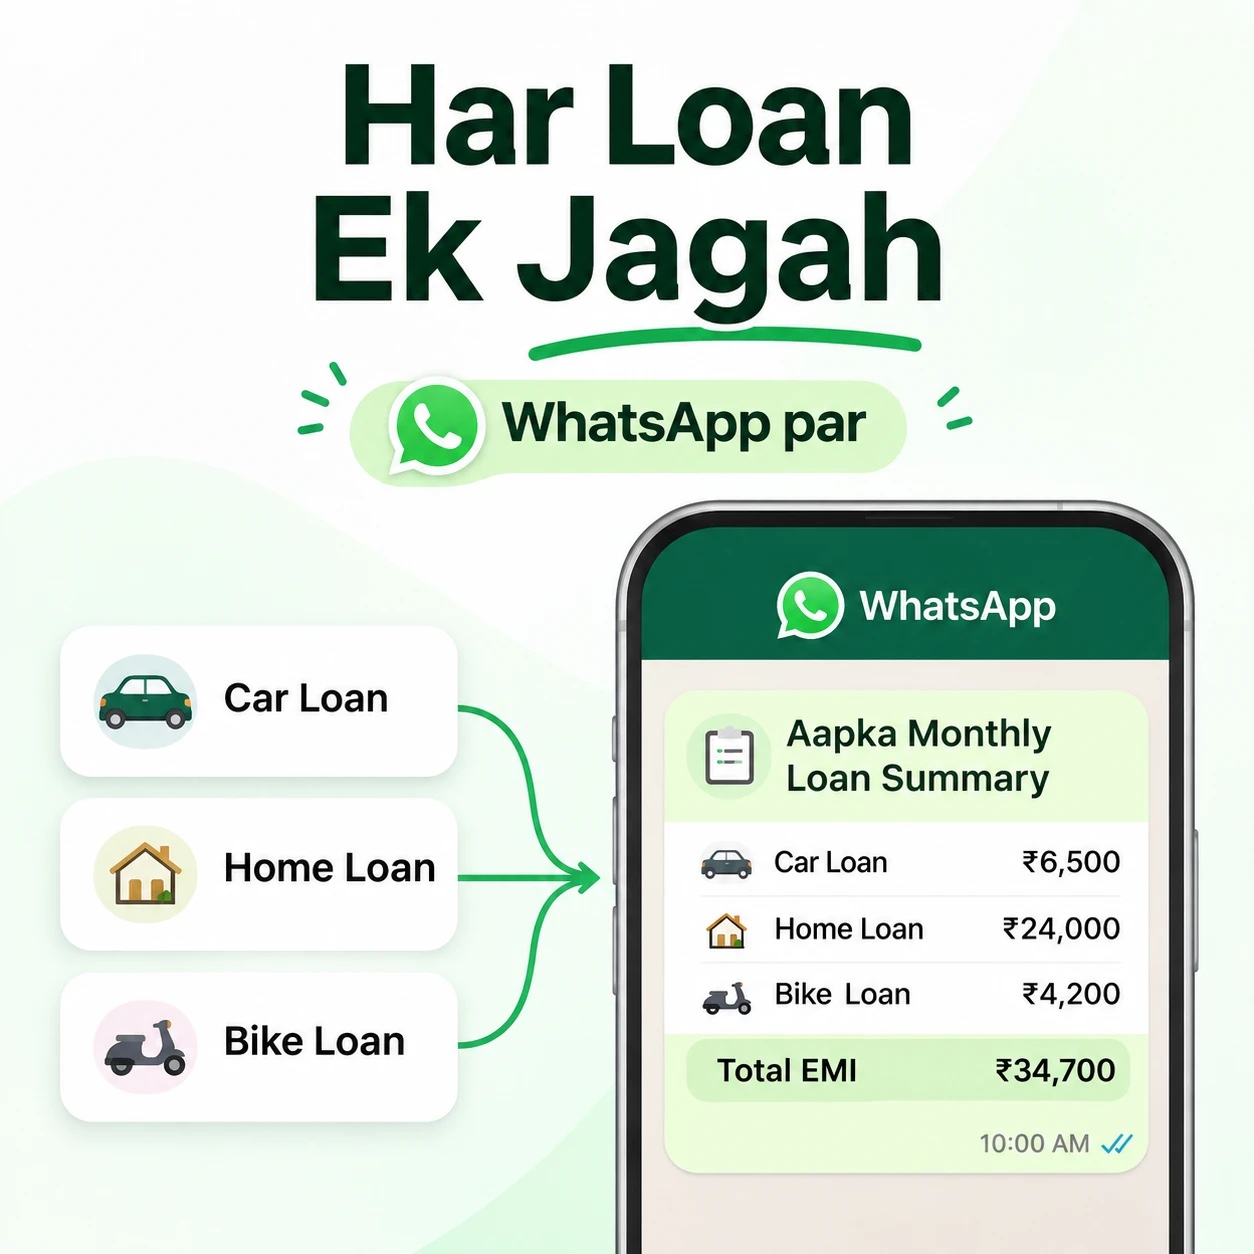 Har Loan
Ek Jagah
WhatsApp par
Car Loan
Home Loan
Bike Loan
WhatsApp
Aapka Monthly
Loan Summary
Car Loan ₹6,500
Home Loan ₹24,000
Bike Loan ₹4,200
Total EMI ₹34,700
10:00 AM